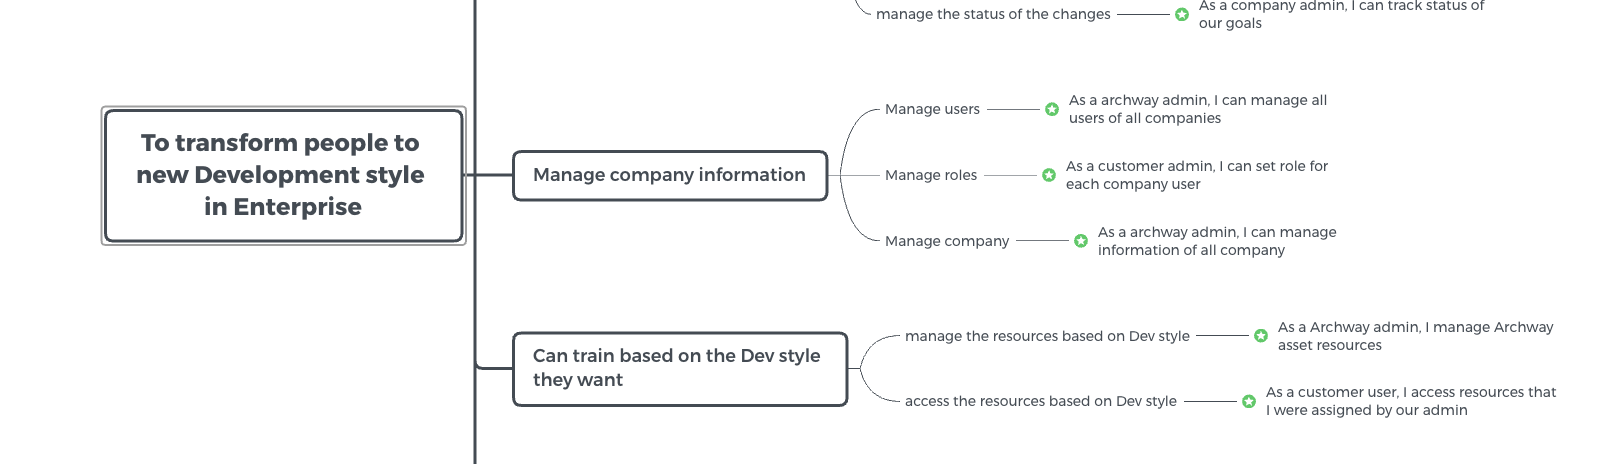 As a company admin, I can track status of
manage the status of the changes
our goals
To transform people to
new Development style
in Enterprise
Manage company information
Manage users
As a archway admin, I can manage all
users of all companies
Manage roles
As a customer admin, I can set role for
each company user
Manage company
As a archway admin, I can manage
information of all company
Can train based on the Dev style
they want
manage the resources based on Dev style
As a Archway admin, I manage Archway
asset resources
access the resources based on Dev style
As a customer user, I access resources that
I were assigned by our admin